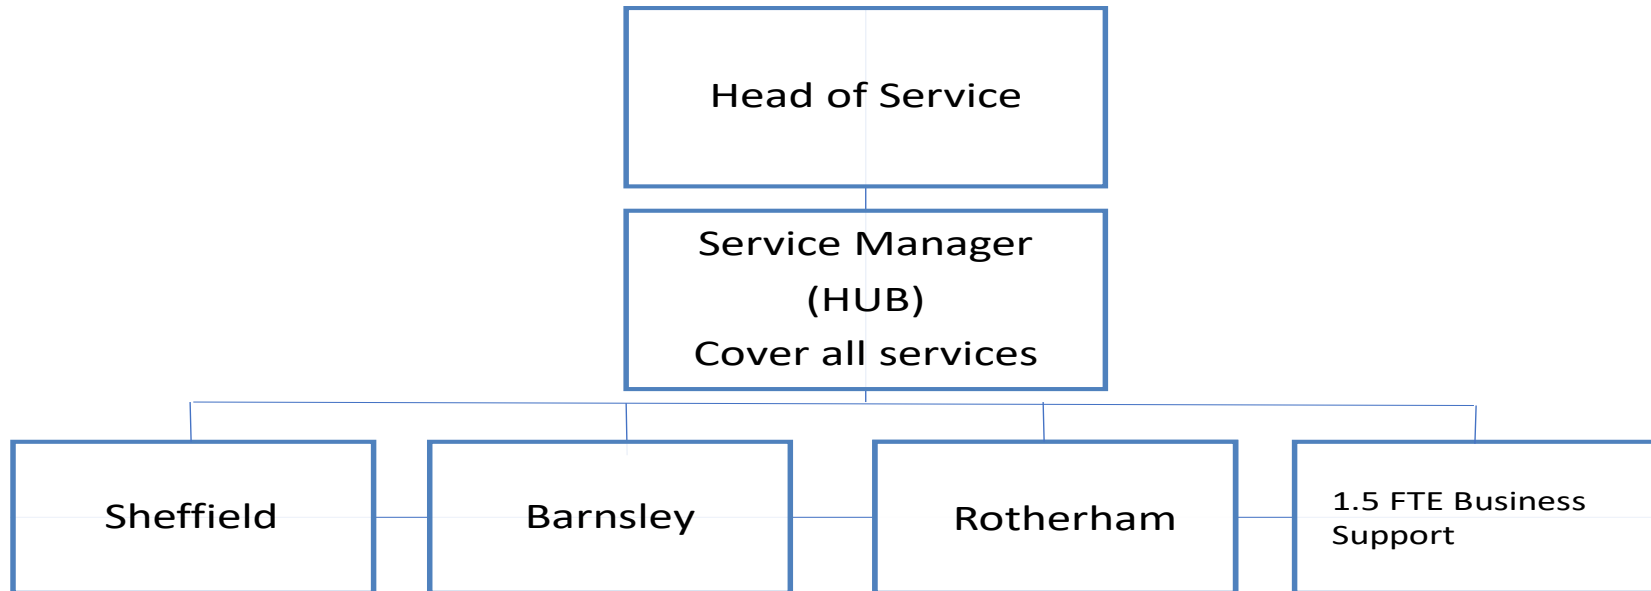 Head of Service
Service Manager
(HUB)
Cover all services
Sheffield
Barnsley
Rotherham
1.5 FTE Business
Support